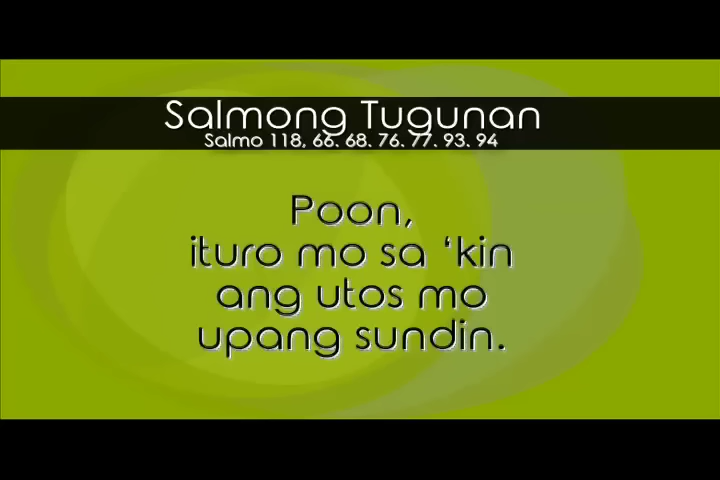 Salmong Tugunan
Salmo 118, 66. 68. 76. 77. 93. 94
Poon,
ituro mo sa ‘kin
ang utos mo
upang sundin.